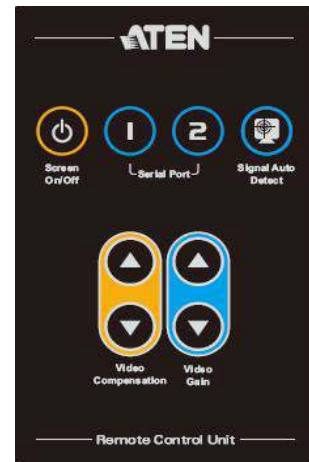 ATEN
1 2
Screen
On/Off
Serial Port
Signal Auto
Detect
Video
Compensation
Video
Gain
Remote Control Unit